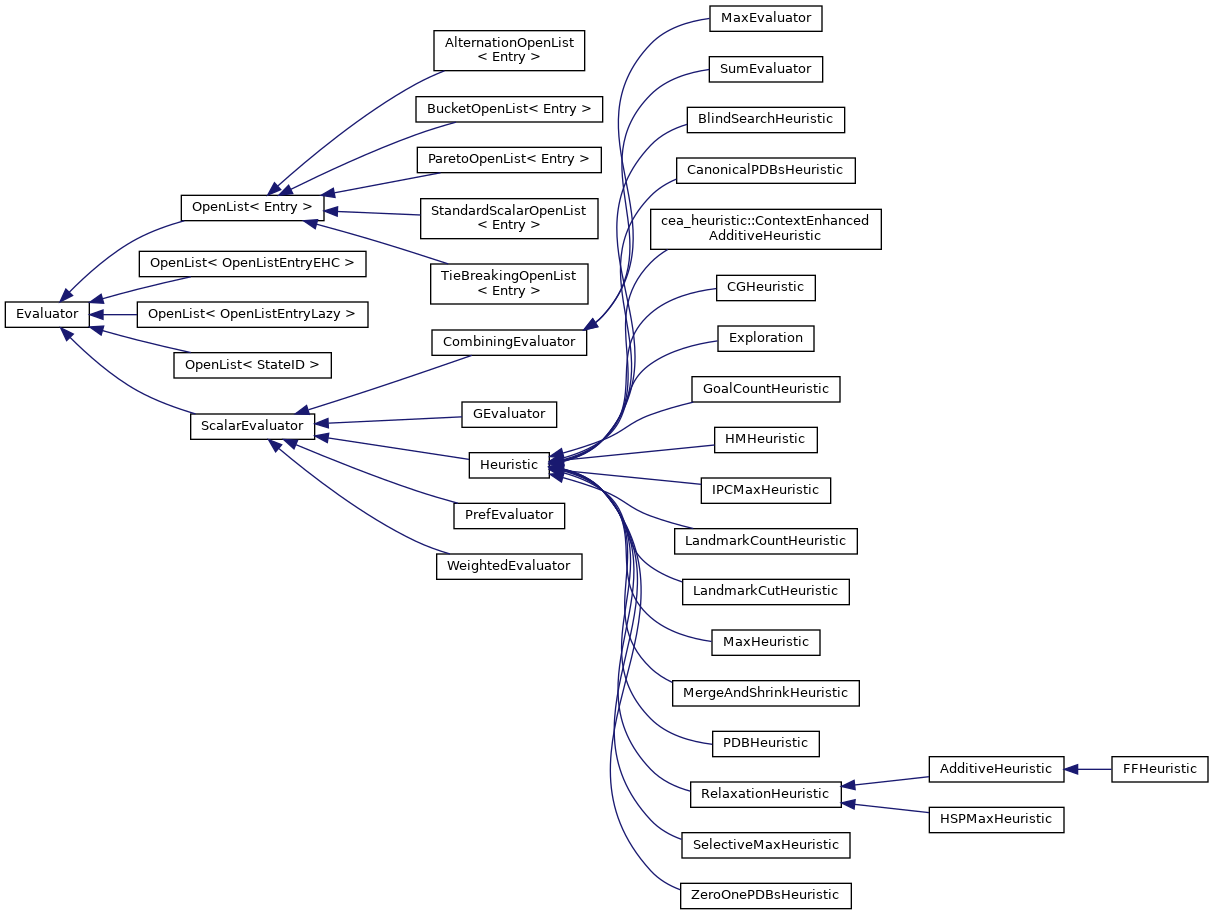 MaxEvaluator
AlternationOpenList
< Entry >
SumEvaluator
BucketOpenList< Entry >
BlindSearchHeuristic
ParetoOpenList< Entry >
CanonicalPDBsHeuristic
OpenList< Entry >
StandardScalarOpenList
< Entry >
cea_heuristic::ContextEnhanced
AdditiveHeuristic
OpenList< OpenListEntryEHC >
TieBreakingOpenList
< Entry >
CGHeuristic
Evaluator
OpenList< OpenListEntryLazy >
CombiningEvaluator
Exploration
OpenList< StateID >
GoalCountHeuristic
GEvaluator
ScalarEvaluator
HMHeuristic
Heuristic
IPCMaxHeuristic
PrefEvaluator
LandmarkCountHeuristic
WeightedEvaluator
LandmarkCutHeuristic
MaxHeuristic
MergeAndShrinkHeuristic
PDBHeuristic
AdditiveHeuristic
FFHeuristic
RelaxationHeuristic
HSPMaxHeuristic
SelectiveMaxHeuristic
ZeroOnePDBsHeuristic